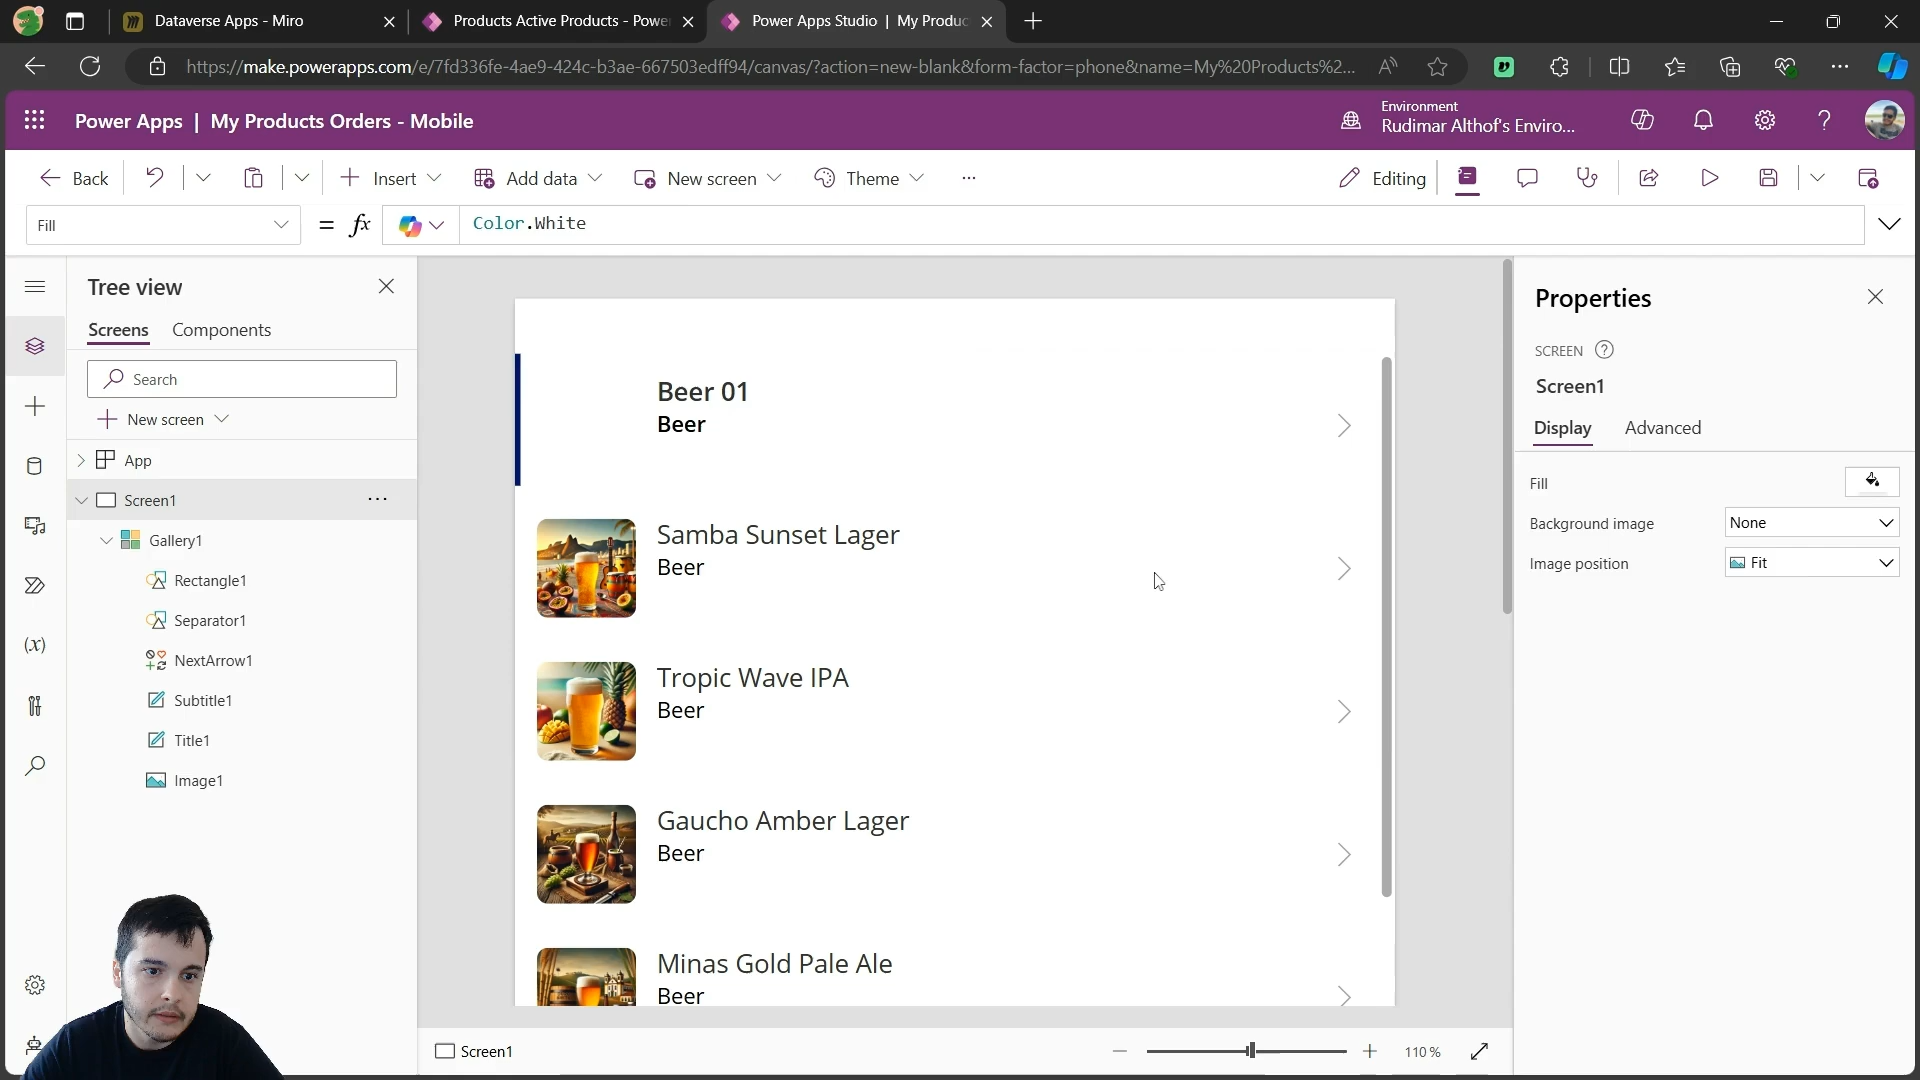 Dataverse Apps - Miro
Products Active Products - Powe
Power Apps Studio | My Produc
https://make.powerapps.com/e/7fd336fe-4ae9-424c-b3ae-667503edff94/canvas/?action=new-blank&form-factor=phone&name=My%20Products%2...
Power Apps | My Products Orders - Mobile
Environment
Rudimar Althof's Enviro...
Back
Insert
Add data
New screen
Theme
...
Editing
Fill
= fx
Color.White
Tree view
Screens
Components
Search
New screen
App
Screen1
Gallery1
Rectangle1
Separator1
NextArrow1
Subtitle1
Title1
Image1
Beer 01
Beer
Samba Sunset Lager
Beer
Tropic Wave IPA
Beer
Gaucho Amber Lager
Beer
Minas Gold Pale Ale
Beer
Screen1
110 %
Properties
SCREEN
Screen1
Display
Advanced
Fill
Background image
None
Image position
Fit